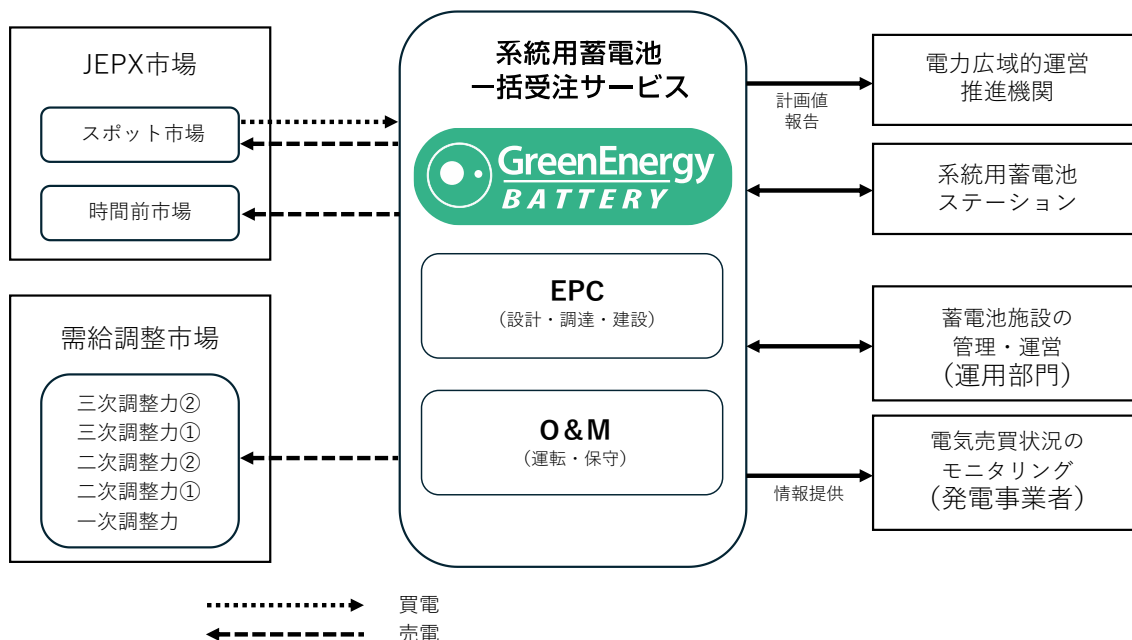 JEPX市場
スポット市場
時間前市場
需給調整市場
三次調整力②
三次調整力①
二次調整力②
二次調整力①
一次調整力
系統用蓄電池
一括受注サービス
GreenEnergy
BATTERY
EPC
（設計・調達・建設）
O&M
（運転・保守）
計画値
報告
情報提供
電力広域的運営
推進機関
系統用蓄電池
ステーション
蓄電池施設の
管理・運営
（運用部門）
電気売買状況の
モニタリング
（発電事業者）
買電
売電